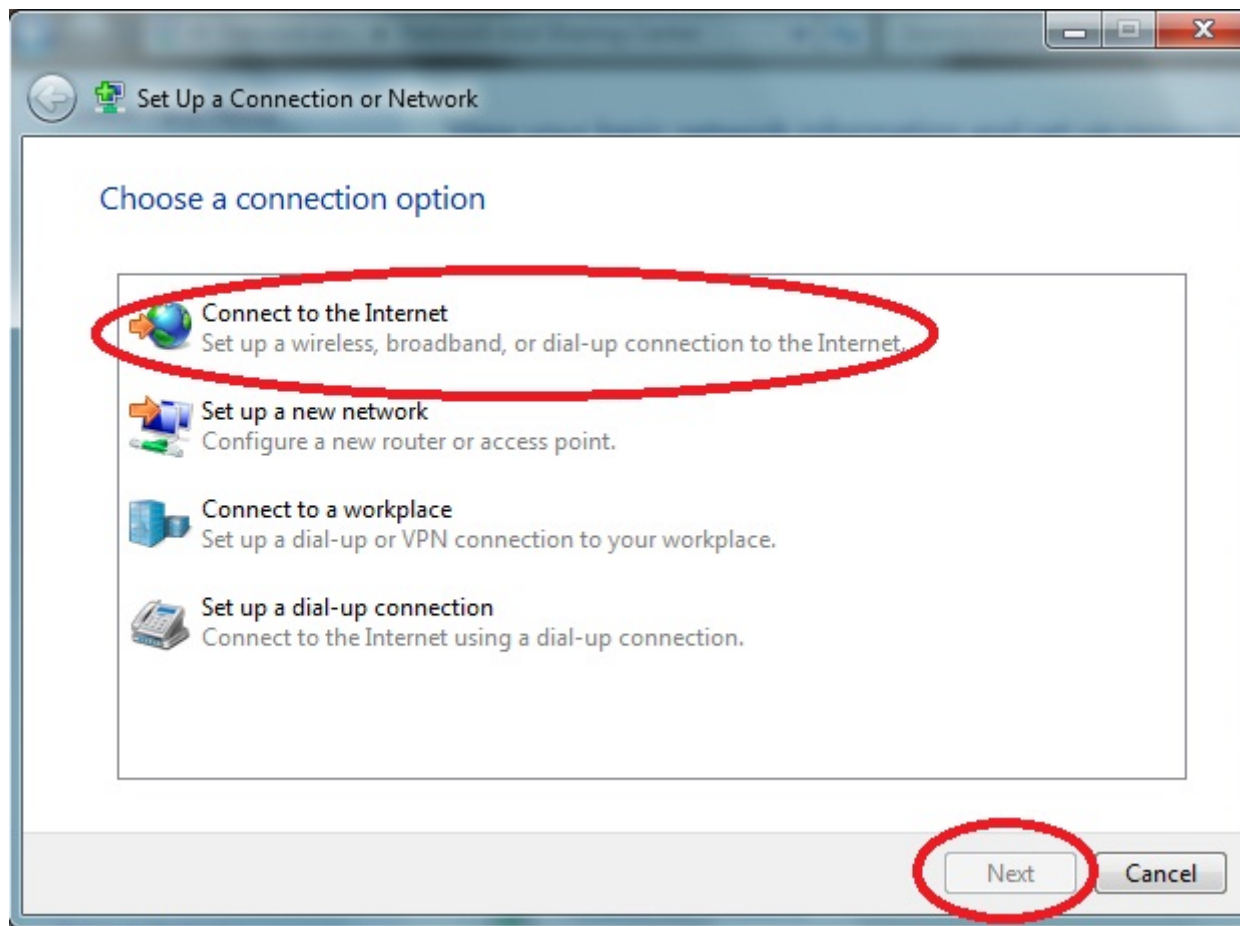 Set Up a Connection or Network
Choose a connection option
Connect to the Internet
Set up a wireless, broadband, or dial-up connection to the Internet.
Set up a new network
Configure a new router or access point.
Connect to a workplace
Set up a dial-up or VPN connection to your workplace.
Set up a dial-up connection
Connect to the Internet using a dial-up connection.
Next
Cancel